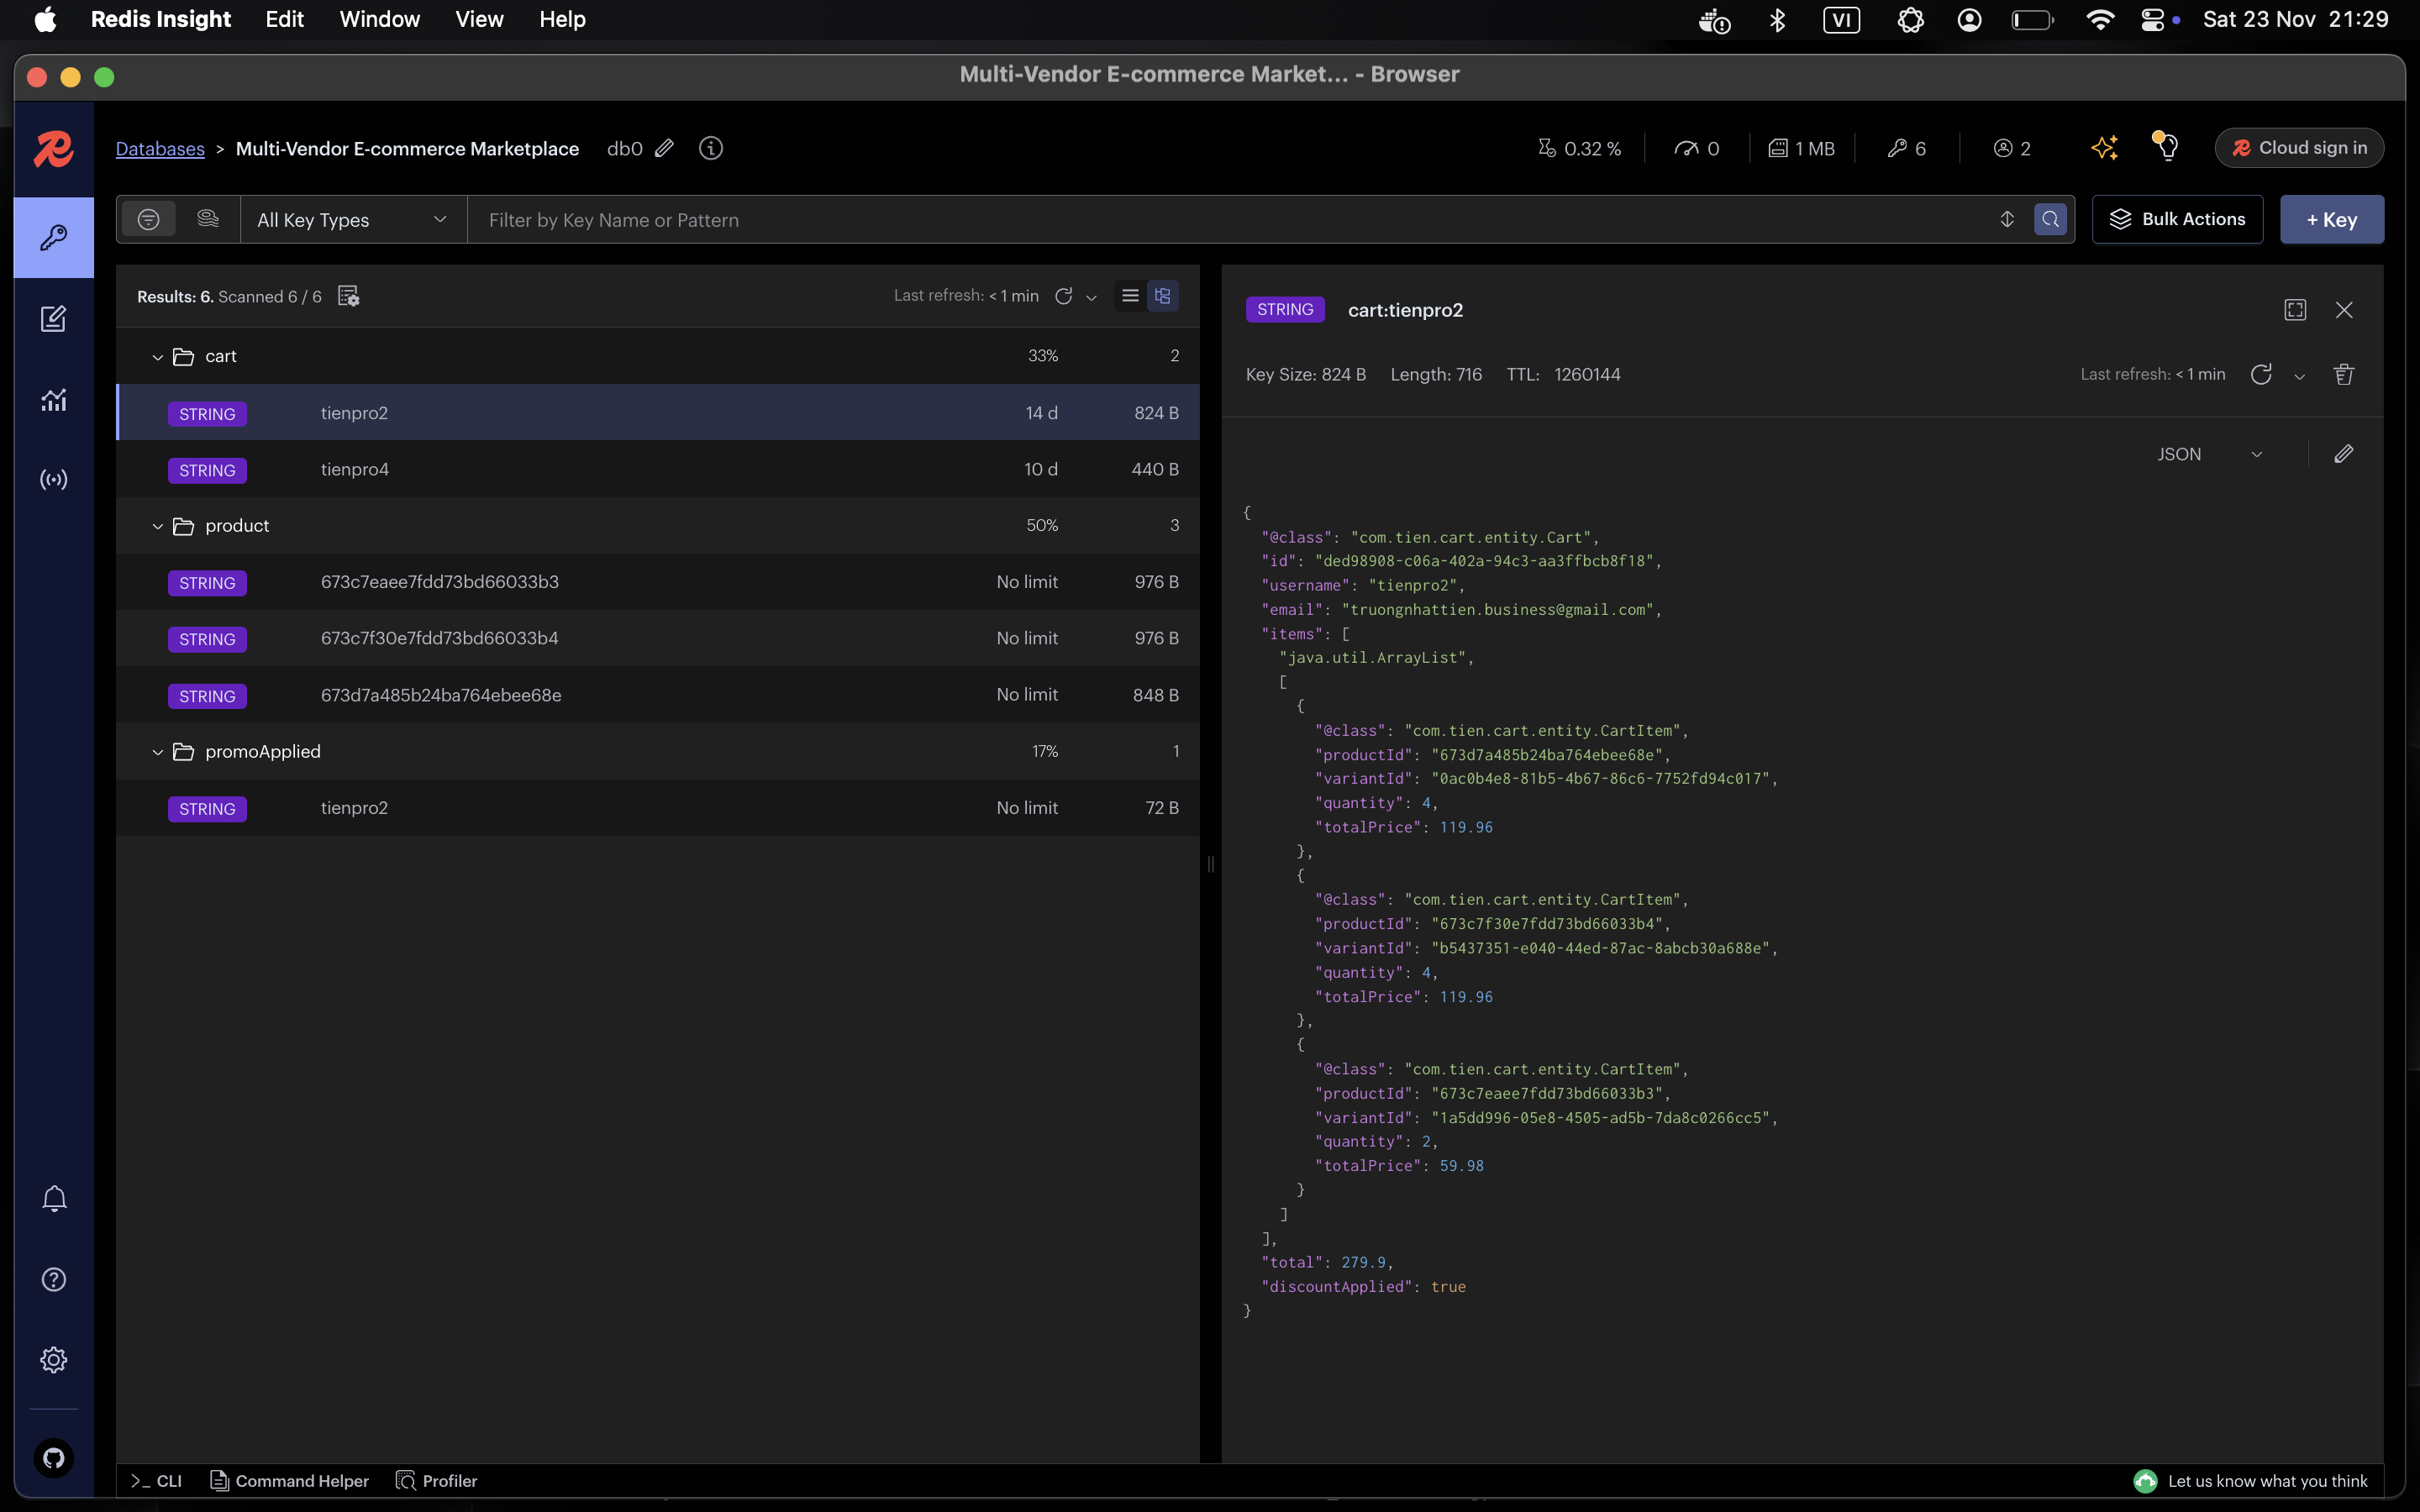 Redis Insight Edit Window View Help VI Sat 23 Nov 21:29
Multi-Vendor E-commerce Market... - Browser
Databases > Multi-Vendor E-commerce Marketplace db0 0.32 % 0 1 MB 6 2 Cloud sign in
All Key Types Filter by Key Name or Pattern Bulk Actions + Key
Results: 6. Scanned 6 / 6 Last refresh: < 1 min
cart 33% 2
STRING tienpro2 14 d 824 B
STRING tienpro4 10 d 440 B
product 50% 3
STRING 673c7eaee7fdd73bd66033b3 No limit 976 B
STRING 673c7f30e7fdd73bd66033b4 No limit 976 B
STRING 673d7a485b24ba764ebee68e No limit 848 B
promoApplied 17% 1
STRING tienpro2 No limit 72 B
STRING cart:tienpro2
Key Size: 824 B Length: 716 TTL: 1260144 Last refresh: < 1 min
JSON
{
"@class": "com.tien.cart.entity.Cart",
"id": "ded98908-c06a-402a-94c3-aa3ffbcb8f18",
"username": "tienpro2",
"email": "truongnhattien.business@gmail.com",
"items": [
"java.util.ArrayList",
[
{
"@class": "com.tien.cart.entity.CartItem",
"productId": "673d7a485b24ba764ebee68e",
"variantId": "0ac0b4e8-81b5-4b67-86c6-7752fd94c017",
"quantity": 4,
"totalPrice": 119.96
},
{
"@class": "com.tien.cart.entity.CartItem",
"productId": "673c7f30e7fdd73bd66033b4",
"variantId": "b5437351-e040-44ed-87ac-8abcb30a688e",
"quantity": 4,
"totalPrice": 119.96
},
{
"@class": "com.tien.cart.entity.CartItem",
"productId": "673c7eaee7fdd73bd66033b3",
"variantId": "1a5dd996-05e8-4505-ad5b-7da8c0266cc5",
"quantity": 2,
"totalPrice": 59.98
}
]
],
"total": 279.9,
"discountApplied": true
}
>_ CLI Command Helper Profiler Let us know what you think